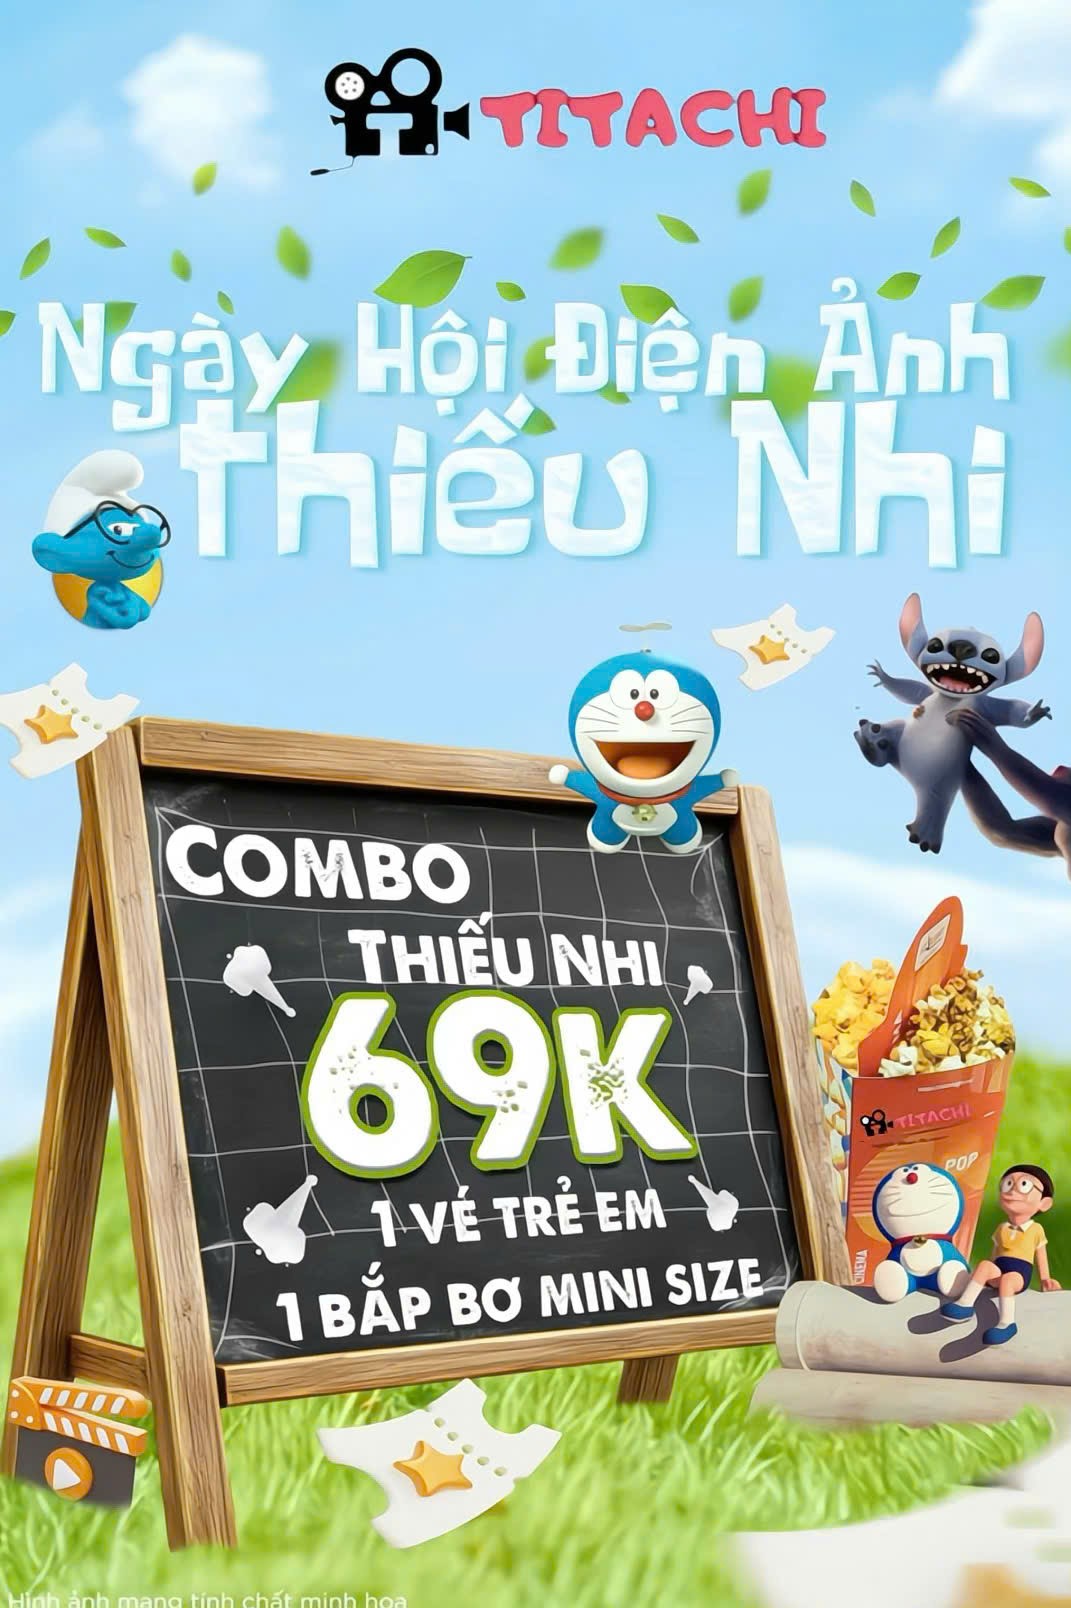 TITACHI
Ngày Hội Điện Ảnh
Thiếu Nhi
COMBO
THIẾU NHI
69K
1 VÉ TRẺ EM
1 BẮP BƠ MINI SIZE
TITACHI
POP
CINEMA
Hình ảnh mang tính chất minh họa